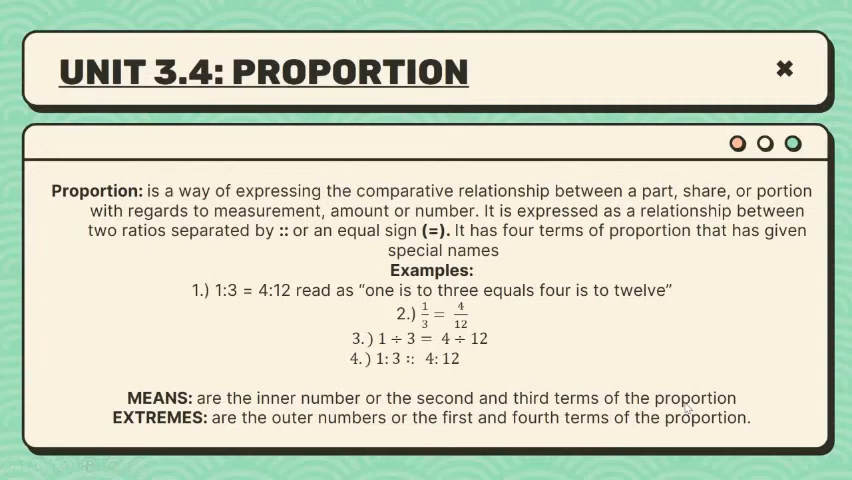 UNIT 3.4: PROPORTION
Proportion: is a way of expressing the comparative relationship between a part, share, or portion
with regards to measurement, amount or number. It is expressed as a relationship between
two ratios separated by :: or an equal sign (=). It has four terms of proportion that has given
special names
Examples:
1.) 1:3 = 4:12 read as “one is to three equals four is to twelve”
2.) 1/3 = 4/12
3.) 1 ÷ 3 = 4 ÷ 12
4.) 1: 3 :: 4: 12
MEANS: are the inner number or the second and third terms of the proportion
EXTREMES: are the outer numbers or the first and fourth terms of the proportion.